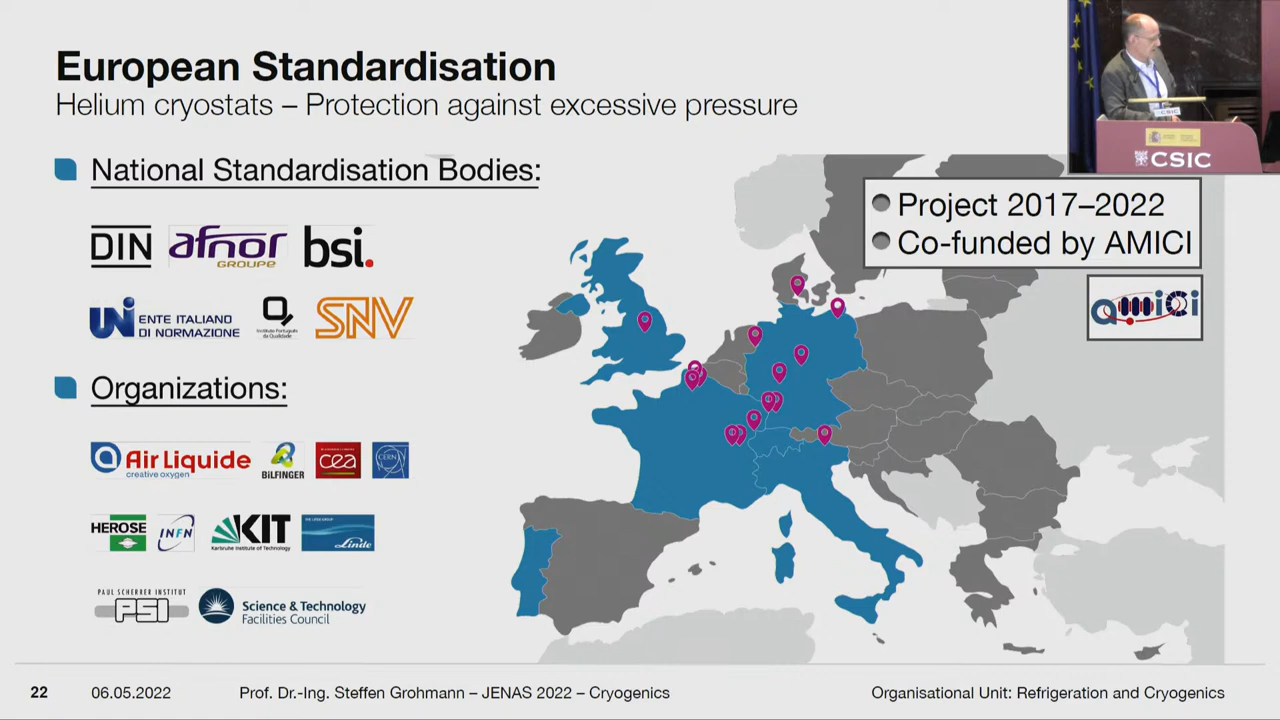 European Standardisation
Helium cryostats – Protection against excessive pressure
National Standardisation Bodies:
DIN
afnor
GROUPE
bsi.
UNI
ENTE ITALIANO
DI NORMAZIONE
Q
Instituto Português
da Qualidade
SNV
Organizations:
Air Liquide
creative oxygen
BILFINGER
cea
CERN
HEROSE
INFN
KIT
Karlsruhe Institute of Technology
THE LINDE GROUP
Linde
PAUL SCHERRER INSTITUT
PSI
Science & Technology
Facilities Council
Project 2017–2022
Co-funded by AMICI
amici
CSIC
CSIC
22
06.05.2022
Prof. Dr.-Ing. Steffen Grohmann – JENAS 2022 – Cryogenics
Organisational Unit: Refrigeration and Cryogenics